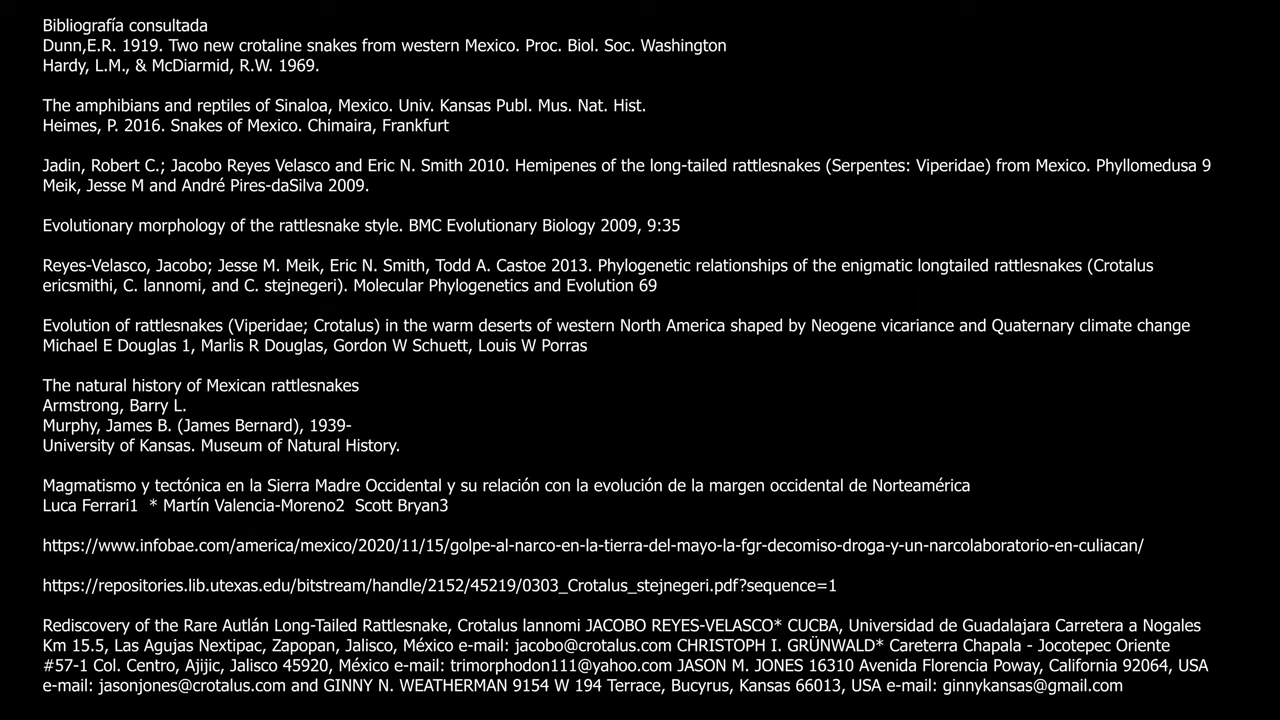 Bibliografía consultada
Dunn,E.R. 1919. Two new crotaline snakes from western Mexico. Proc. Biol. Soc. Washington
Hardy, L.M., & McDiarmid, R.W. 1969.
The amphibians and reptiles of Sinaloa, Mexico. Univ. Kansas Publ. Mus. Nat. Hist.
Heimes, P. 2016. Snakes of Mexico. Chimaira, Frankfurt
Jadin, Robert C.; Jacobo Reyes Velasco and Eric N. Smith 2010. Hemipenes of the long-tailed rattlesnakes (Serpentes: Viperidae) from Mexico. Phyllomedusa 9
Meik, Jesse M and André Pires-daSilva 2009.
Evolutionary morphology of the rattlesnake style. BMC Evolutionary Biology 2009, 9:35
Reyes-Velasco, Jacobo; Jesse M. Meik, Eric N. Smith, Todd A. Castoe 2013. Phylogenetic relationships of the enigmatic longtailed rattlesnakes (Crotalus
ericsmithi, C. lannomi, and C. stejnegeri). Molecular Phylogenetics and Evolution 69
Evolution of rattlesnakes (Viperidae; Crotalus) in the warm deserts of western North America shaped by Neogene vicariance and Quaternary climate change
Michael E Douglas 1, Marlis R Douglas, Gordon W Schuett, Louis W Porras
The natural history of Mexican rattlesnakes
Armstrong, Barry L.
Murphy, James B. (James Bernard), 1939-
University of Kansas. Museum of Natural History.
Magmatismo y tectónica en la Sierra Madre Occidental y su relación con la evolución de la margen occidental de Norteamérica
Luca Ferrari1  * Martín Valencia-Moreno2  Scott Bryan3
https://www.infobae.com/america/mexico/2020/11/15/golpe-al-narco-en-la-tierra-del-mayo-la-fgr-decomiso-droga-y-un-narcolaboratorio-en-culiacan/
https://repositories.lib.utexas.edu/bitstream/handle/2152/45219/0303_Crotalus_stejnegeri.pdf?sequence=1
Rediscovery of the Rare Autlán Long-Tailed Rattlesnake, Crotalus lannomi JACOBO REYES-VELASCO* CUCBA, Universidad de Guadalajara Carretera a Nogales
Km 15.5, Las Agujas Nextipac, Zapopan, Jalisco, México e-mail: jacobo@crotalus.com CHRISTOPH I. GRÜNWALD* Careterra Chapala - Jocotepec Oriente
#57-1 Col. Centro, Ajijic, Jalisco 45920, México e-mail: trimorphodon111@yahoo.com JASON M. JONES 16310 Avenida Florencia Poway, California 92064, USA
e-mail: jasonjones@crotalus.com and GINNY N. WEATHERMAN 9154 W 194 Terrace, Bucyrus, Kansas 66013, USA e-mail: ginnykansas@gmail.com